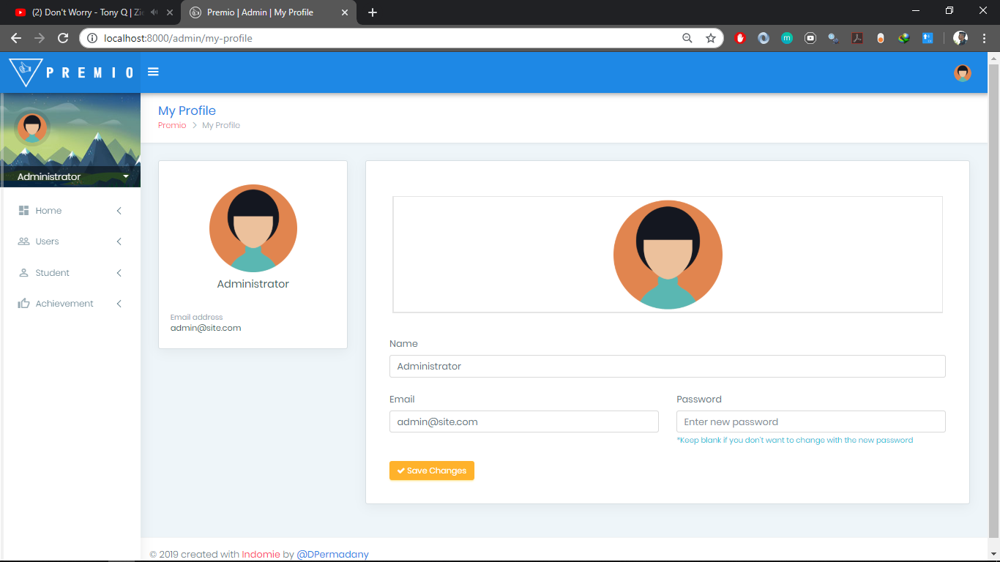 (2) Don't Worry - Tony Q | Zie
Premio | Admin | My Profile
localhost:8000/admin/my-profile
PREMIO
My Profile
Premio > My Profile
Administrator
Home
Users
Student
Achievement
Administrator
Email address
admin@site.com
Name
Administrator
Email
Password
admin@site.com
Enter new password
*Keep blank if you don't want to change with the new password
Save Changes
© 2019 created with Indomie by @DPermadany